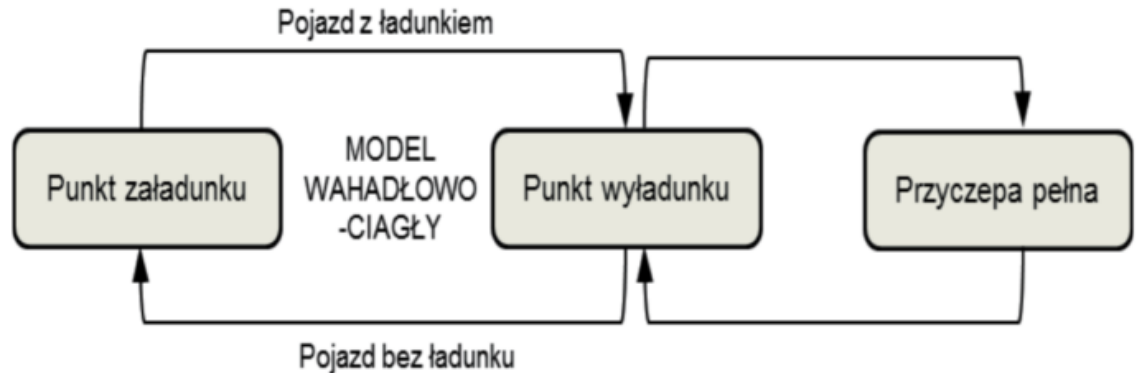 Pojazd z ładunkiem
Punkt załadunku
MODEL
WAHADŁOWO
-CIAGŁY
Punkt wyładunku
Przyczepa pełna
Pojazd bez ładunku